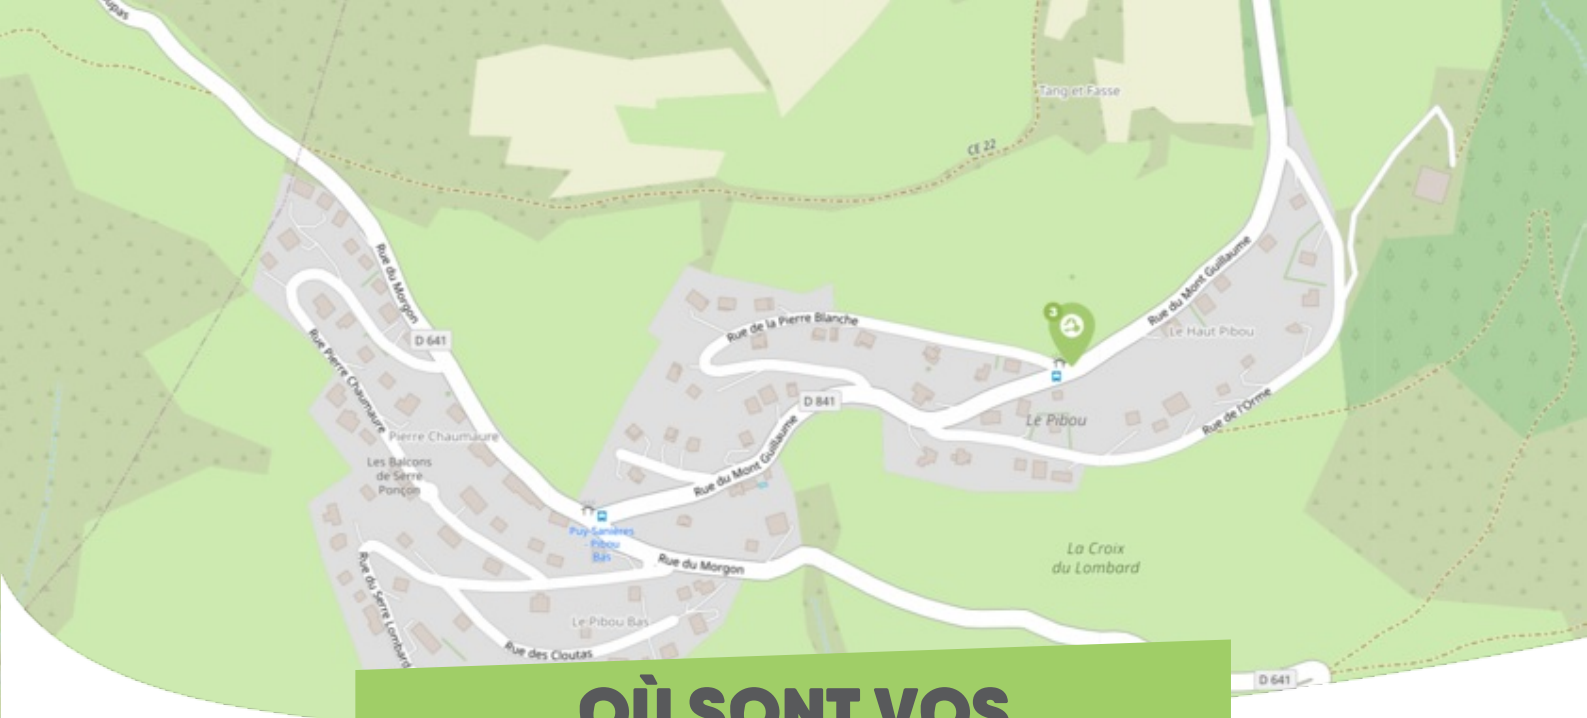 Tang et Fasse
CE 22
Rue du Morgon
Rue du Mont Guillaume
D 641
3
Rue de la Pierre Blanche
Le Haut Pibou
Rue Pierre Chaumaure
D 841
Le Pibou
Rue de l'Orme
Pierre Chaumaure
Rue du Mont Guillaume
Les Balcons
de Serre
Ponçon
Puy-Sanières
- Pibou
Bas
Rue du Morgon
La Croix
du Lombard
Rue du Serre Lombard
Le Pibou Bas
Rue des Cloutas
D 641
OÙ SONT VOS